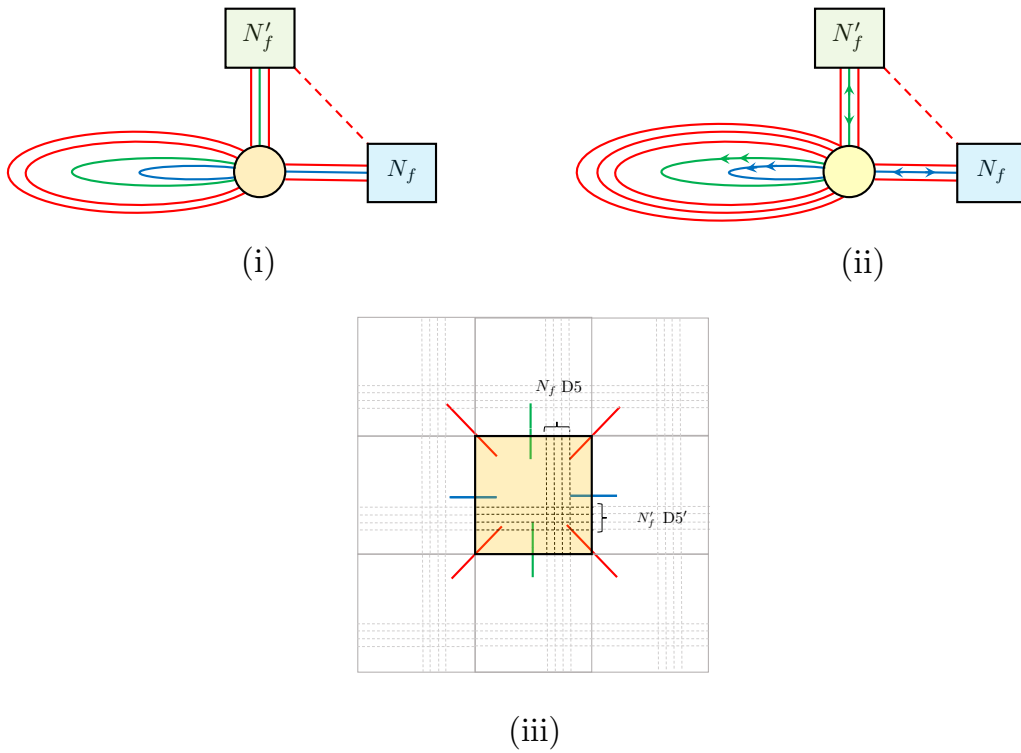 N′_f
N_f
(i)
N′_f
N_f
(ii)
N_f D5
N′_f D5′
(iii)